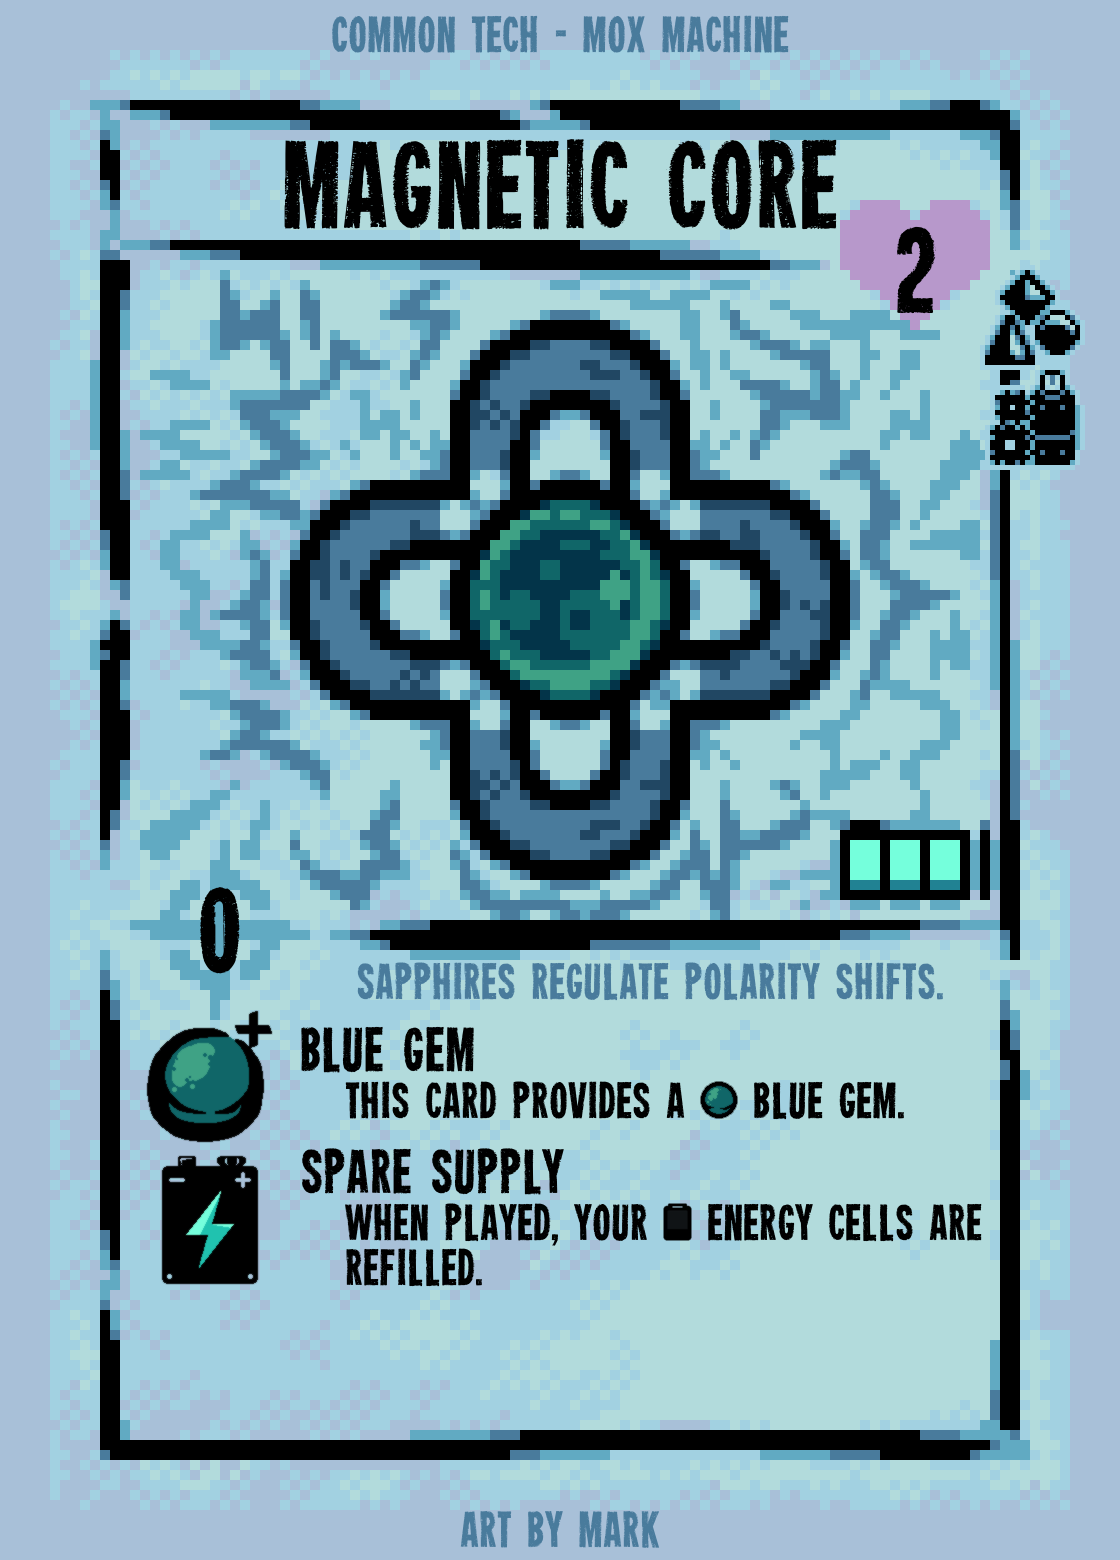 COMMON TECH - MOX MACHINE
MAGNETIC CORE
2
0
SAPPHIRES REGULATE POLARITY SHIFTS.
BLUE GEM
THIS CARD PROVIDES A BLUE GEM.
SPARE SUPPLY
WHEN PLAYED, YOUR ENERGY CELLS ARE
REFILLED.
ART BY MARK